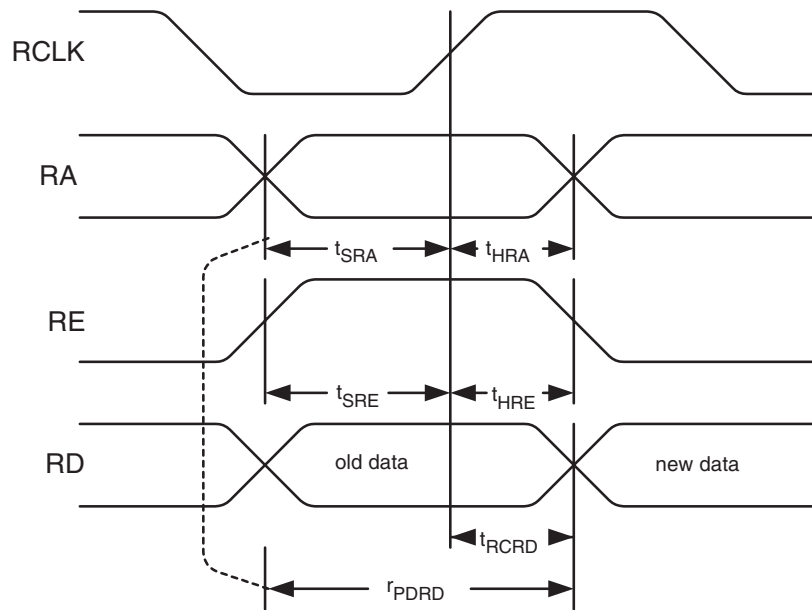 RCLK
RA
tSRA tHRA
RE
tSRE tHRE
RD old data new data
tRCRD
rPDRD